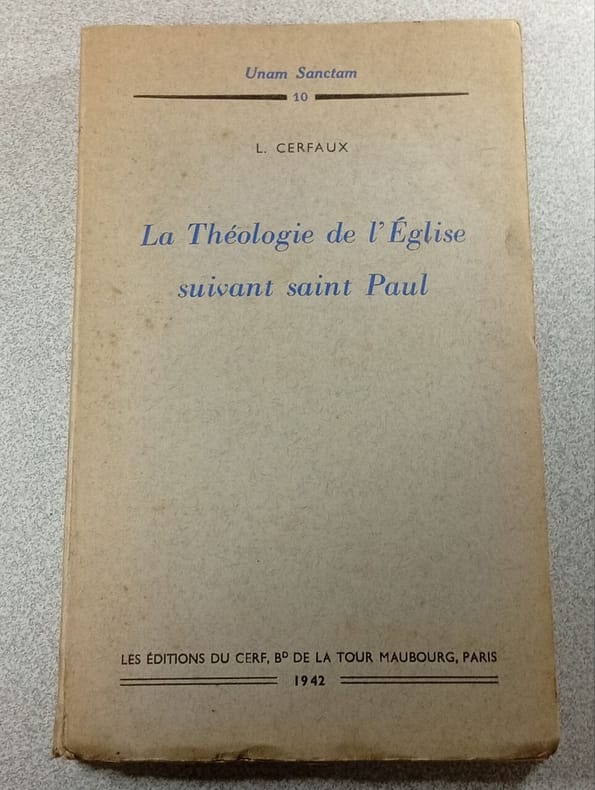 Unam Sanctam
10
L. CERFAUX
La Théologie de l'Église
suivant saint Paul
LES ÉDITIONS DU CERF, Bᴰ DE LA TOUR MAUBOURG, PARIS
1942